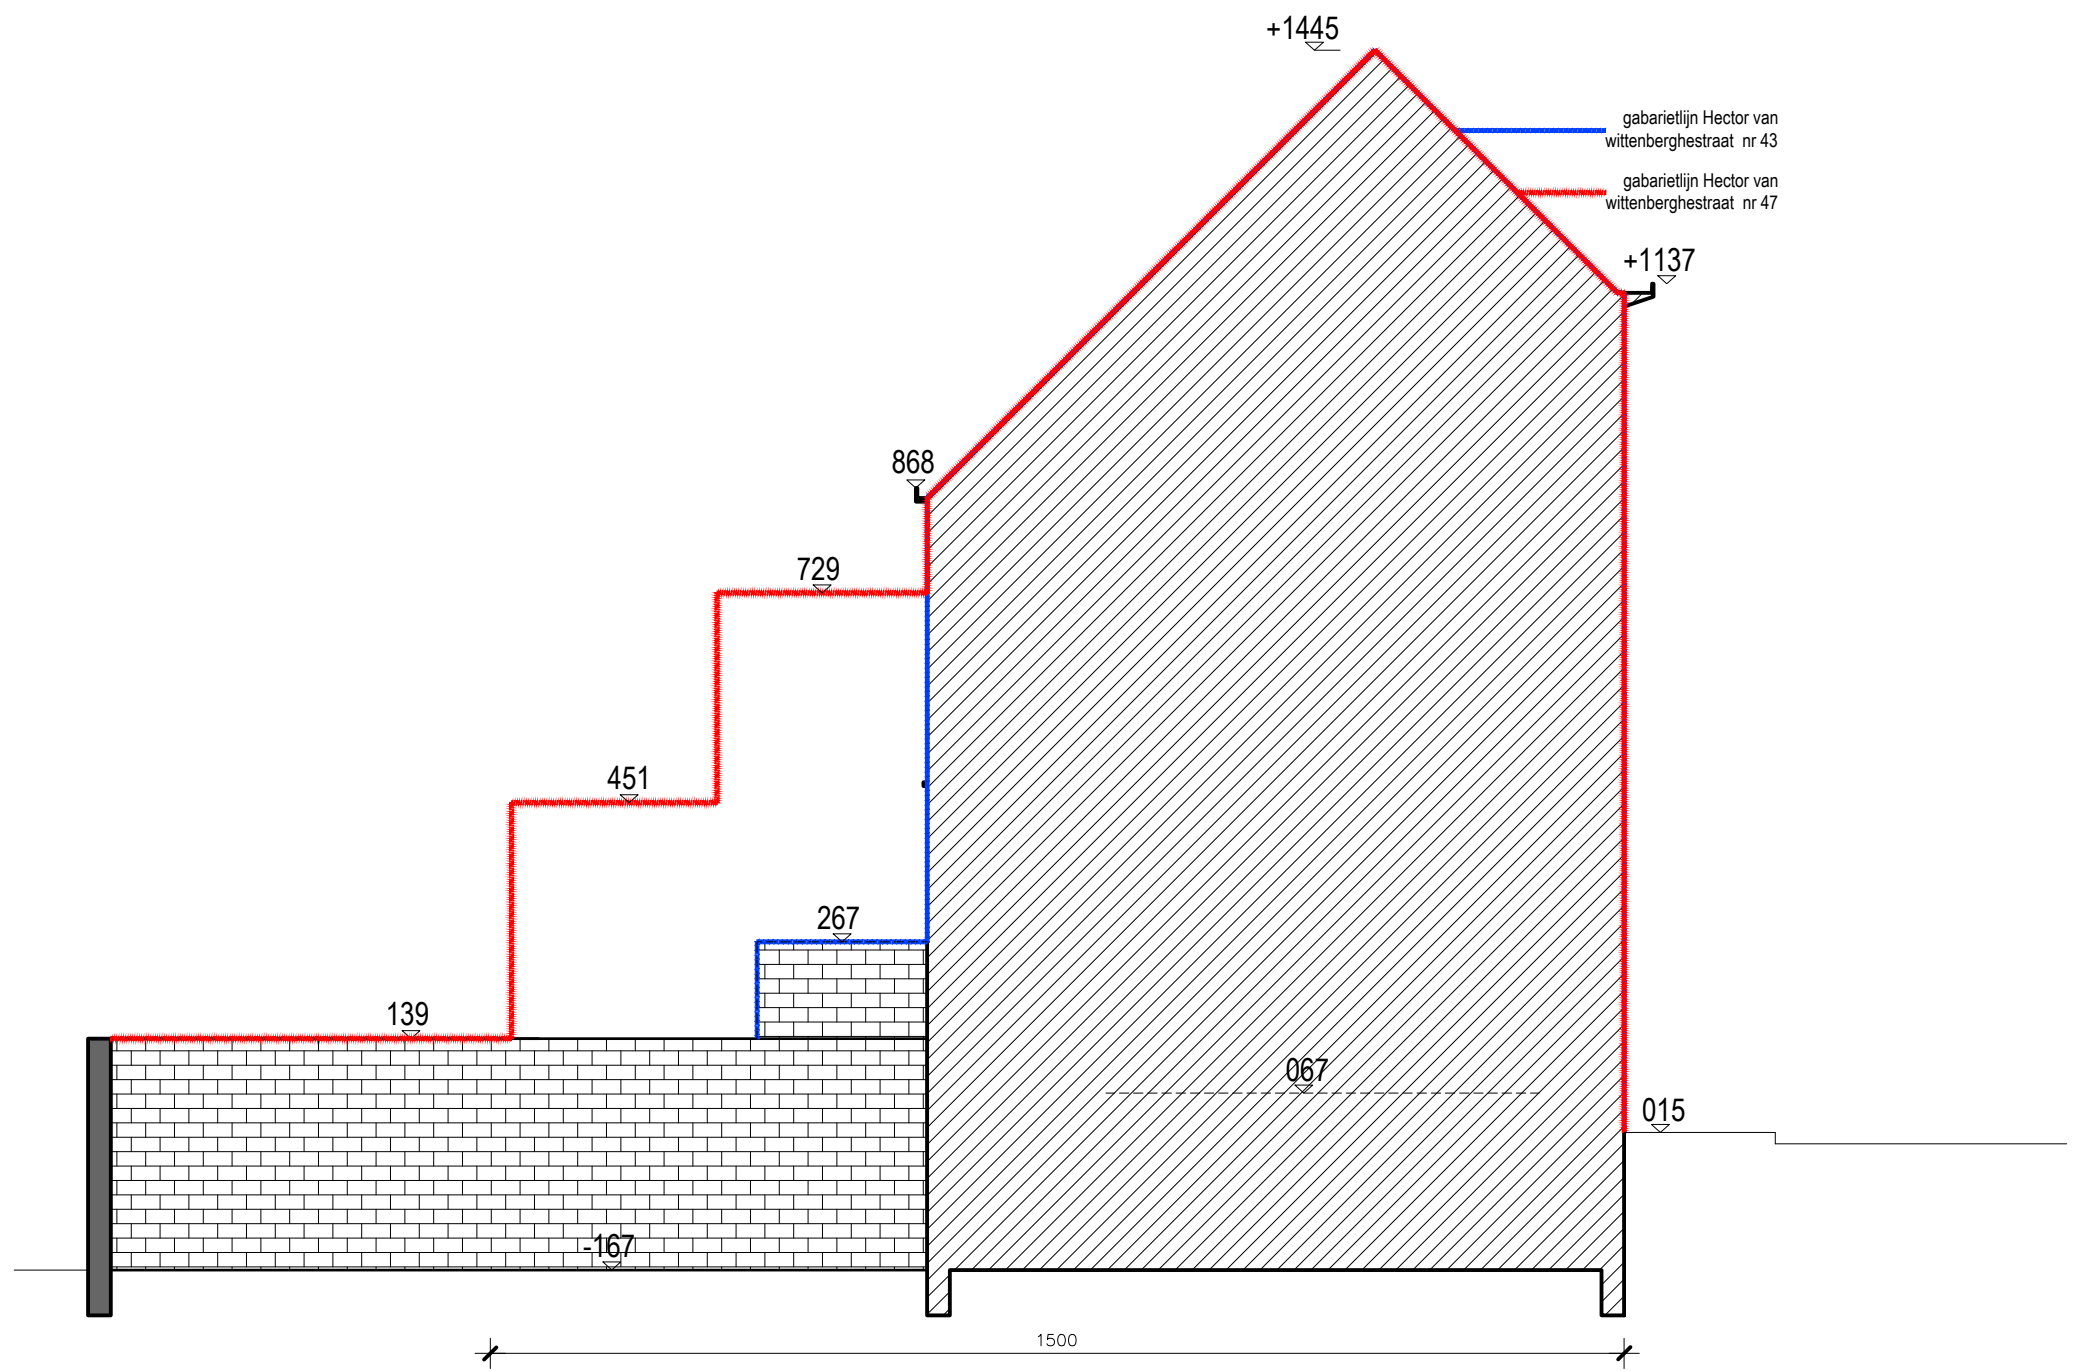 +1445
gabarietlijn Hector van
wittenberghestraat nr 43
gabarietlijn Hector van
wittenberghestraat nr 47
+1137
868
729
451
267
139
067
015
-167
1500